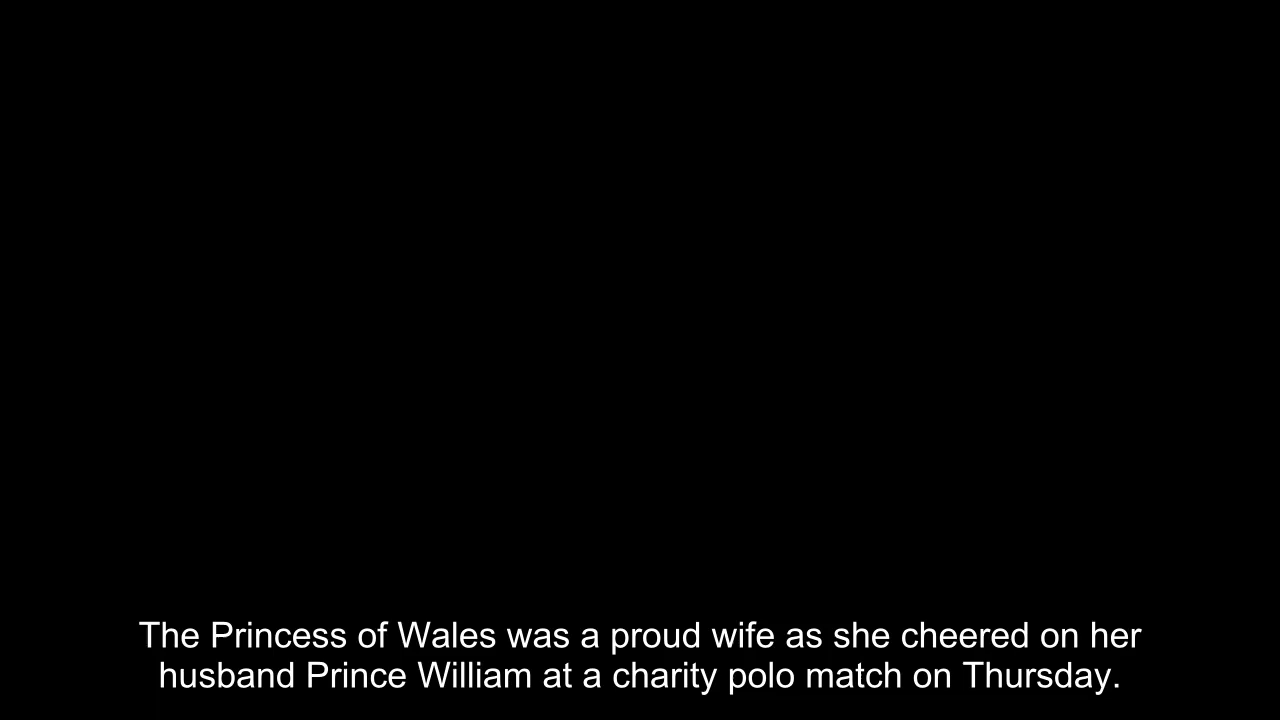 The Princess of Wales was a proud wife as she cheered on her
husband Prince William at a charity polo match on Thursday.